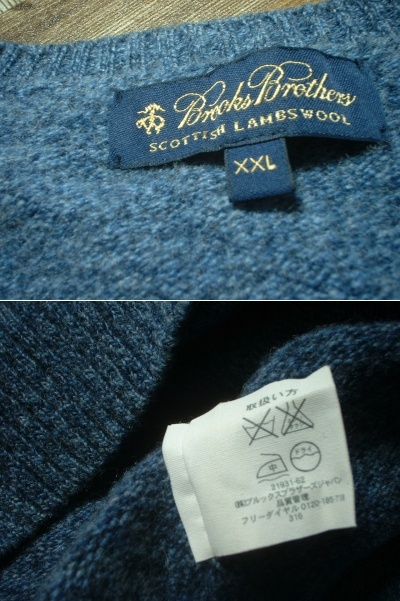 Brooks Brothers
SCOTTISH LAMBSWOOL
XXL
取扱い方
中
ドライ
21931-62
(株)ブルックスブラザーズジャパン
品質管理
フリーダイヤル 0120-185-718
316